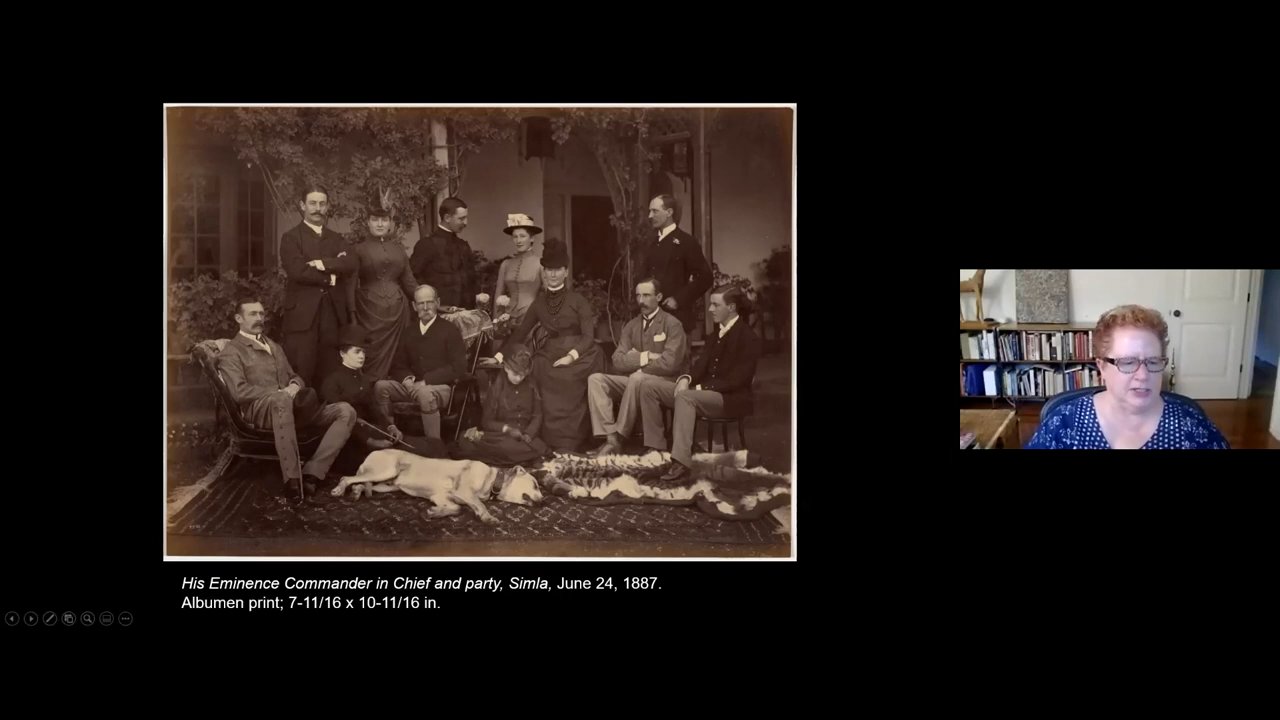 His Eminence Commander in Chief and party, Simla, June 24, 1887.
Albumen print; 7-11/16 x 10-11/16 in.